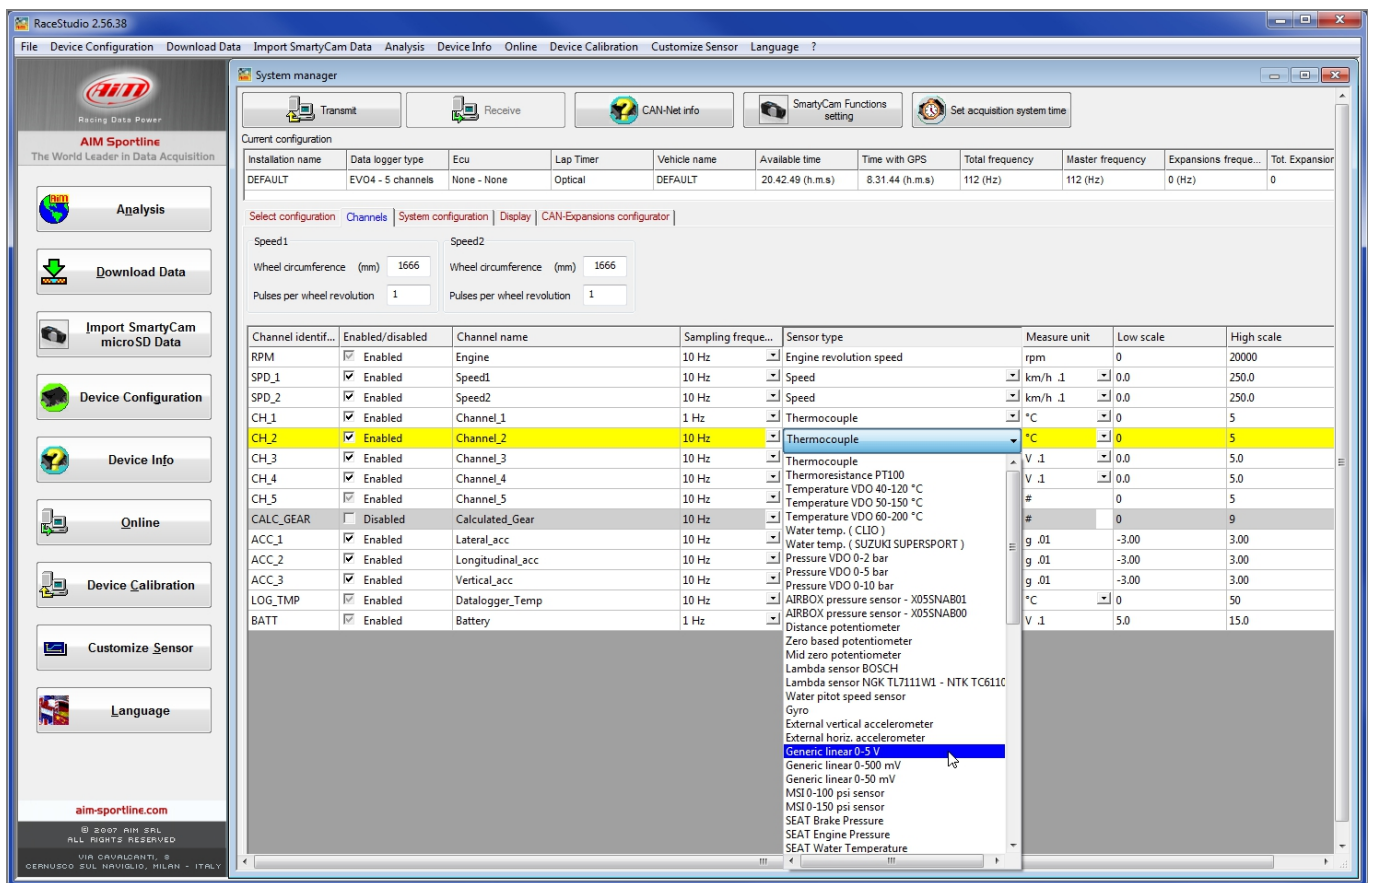 RaceStudio 2.56.38
File Device Configuration Download Data Import SmartyCam Data Analysis Device Info Online Device Calibration Customize Sensor Language ?
AIM
Racing Data Power
AIM Sportline
The World Leader in Data Acquisition
Analysis
Download Data
Import SmartyCam
microSD Data
Device Configuration
Device Info
Online
Device Calibration
Customize Sensor
Language
aim-sportline.com
© 2007 AIM SRL
ALL RIGHTS RESERVED
VIA CAVALCANTI, 8
CERNUSCO SUL NAVIGLIO, MILAN - ITALY
System manager
Transmit Receive CAN-Net info SmartyCam Functions setting Set acquisition system time
Current configuration
Installation name Data logger type Ecu Lap Timer Vehicle name Available time Time with GPS Total frequency Master frequency Expansions freque... Tot. Expansion
DEFAULT EVO4 - 5 channels None - None Optical DEFAULT 20.42.49 (h.m.s) 8.31.44 (h.m.s) 112 (Hz) 112 (Hz) 0 (Hz) 0
Select configuration Channels System configuration Display CAN-Expansions configurator
Speed1 Speed2
Wheel circumference (mm) 1666 Wheel circumference (mm) 1666
Pulses per wheel revolution 1 Pulses per wheel revolution 1
Channel identif... Enabled/disabled Channel name Sampling freque... Sensor type Measure unit Low scale High scale
RPM Enabled Engine 10 Hz Engine revolution speed rpm 0 20000
SPD_1 Enabled Speed1 10 Hz Speed km/h .1 0.0 250.0
SPD_2 Enabled Speed2 10 Hz Speed km/h .1 0.0 250.0
CH_1 Enabled Channel_1 1 Hz Thermocouple °C 0 5
CH_2 Enabled Channel_2 10 Hz Thermocouple °C 0 5
CH_3 Enabled Channel_3 10 Hz V .1 0.0 5.0
CH_4 Enabled Channel_4 10 Hz V .1 0.0 5.0
CH_5 Enabled Channel_5 10 Hz # 0 5
CALC_GEAR Disabled Calculated_Gear 10 Hz # 0 9
ACC_1 Enabled Lateral_acc 10 Hz g .01 -3.00 3.00
ACC_2 Enabled Longitudinal_acc 10 Hz g .01 -3.00 3.00
ACC_3 Enabled Vertical_acc 10 Hz g .01 -3.00 3.00
LOG_TMP Enabled Datalogger_Temp 10 Hz °C 0 50
BATT Enabled Battery 1 Hz V .1 5.0 15.0
Thermocouple
Thermoresistance PT100
Temperature VDO 40-120 °C
Temperature VDO 50-150 °C
Temperature VDO 60-200 °C
Water temp. ( CLIO )
Water temp. ( SUZUKI SUPERSPORT )
Pressure VDO 0-2 bar
Pressure VDO 0-5 bar
Pressure VDO 0-10 bar
AIRBOX pressure sensor - X05SNAB01
AIRBOX pressure sensor - X05SNAB00
Distance potentiometer
Zero based potentiometer
Mid zero potentiometer
Lambda sensor BOSCH
Lambda sensor NGK TL7111W1 - NTK TC6110
Water pitot speed sensor
Gyro
External vertical accelerometer
External horiz. accelerometer
Generic linear 0-5 V
Generic linear 0-500 mV
Generic linear 0-50 mV
MSI 0-100 psi sensor
MSI 0-150 psi sensor
SEAT Brake Pressure
SEAT Engine Pressure
SEAT Water Temperature